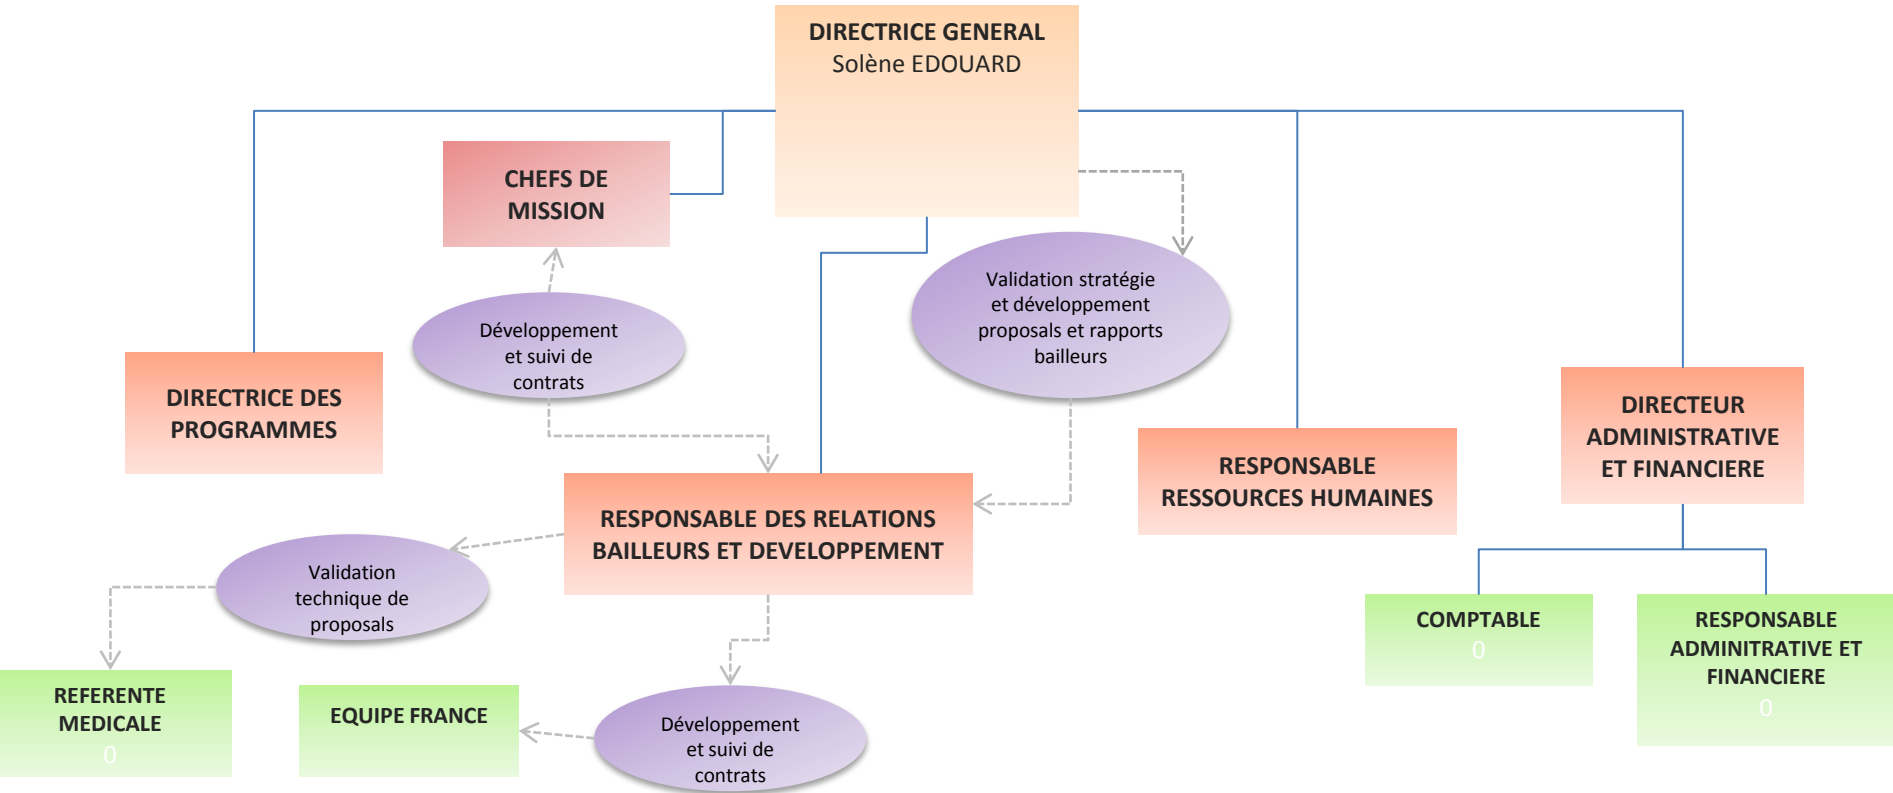 DIRECTRICE GENERAL
Solène EDOUARD
CHEFS DE
MISSION
Validation stratégie
et développement
proposals et rapports
bailleurs
Développement
et suivi de
contrats
DIRECTRICE DES
PROGRAMMES
DIRECTEUR
ADMINISTRATIVE
ET FINANCIERE
RESPONSABLE
RESSOURCES HUMAINES
RESPONSABLE DES RELATIONS
BAILLEURS ET DEVELOPPEMENT
Validation
technique de
proposals
COMPTABLE
0
RESPONSABLE
ADMINITRATIVE ET
FINANCIERE
0
REFERENTE
MEDICALE
0
EQUIPE FRANCE
Développement
et suivi de
contrats